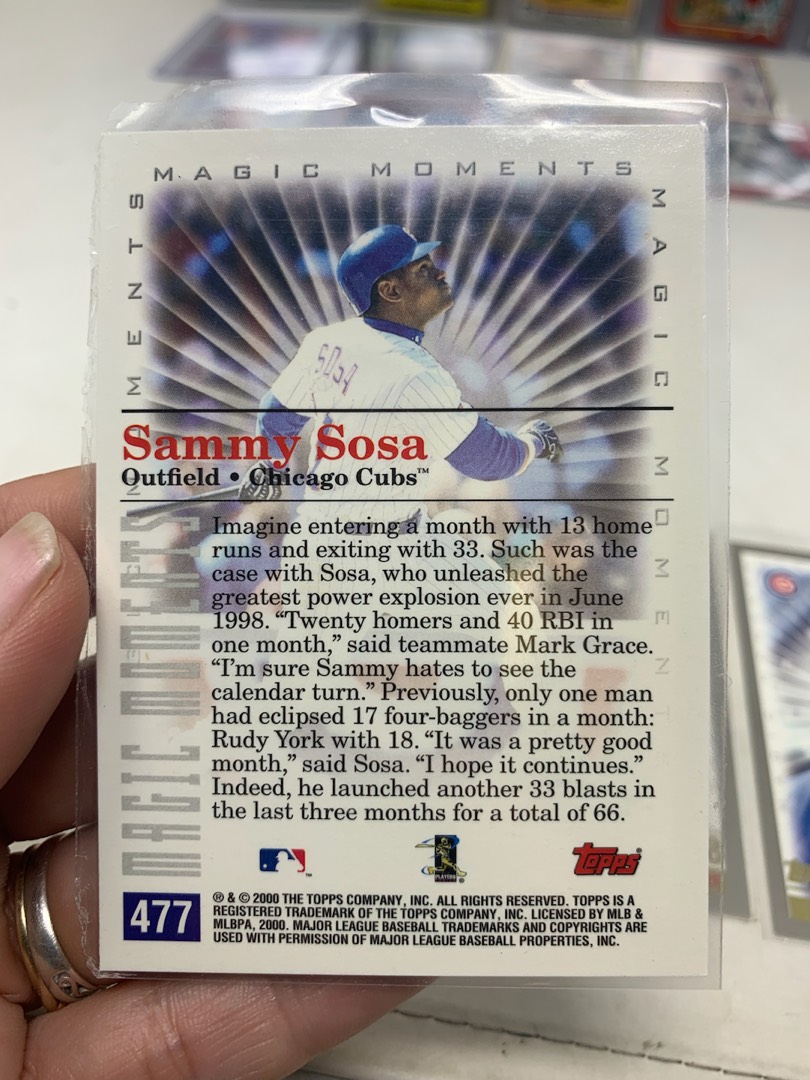 MAGIC MOMENTS
MENTS
MAGIC MOMENT
SOSA
Sammy Sosa
Outfield • Chicago Cubs™
MAGIC MOMENTS
Imagine entering a month with 13 home
runs and exiting with 33. Such was the
case with Sosa, who unleashed the
greatest power explosion ever in June
1998. “Twenty homers and 40 RBI in
one month,” said teammate Mark Grace.
“I’m sure Sammy hates to see the
calendar turn.” Previously, only one man
had eclipsed 17 four-baggers in a month:
Rudy York with 18. “It was a pretty good
month,” said Sosa. “I hope it continues.”
Indeed, he launched another 33 blasts in
the last three months for a total of 66.
PLAYERS
Topps
477
® & © 2000 THE TOPPS COMPANY, INC. ALL RIGHTS RESERVED. TOPPS IS A
REGISTERED TRADEMARK OF THE TOPPS COMPANY, INC. LICENSED BY MLB &
MLBPA, 2000. MAJOR LEAGUE BASEBALL TRADEMARKS AND COPYRIGHTS ARE
USED WITH PERMISSION OF MAJOR LEAGUE BASEBALL PROPERTIES, INC.